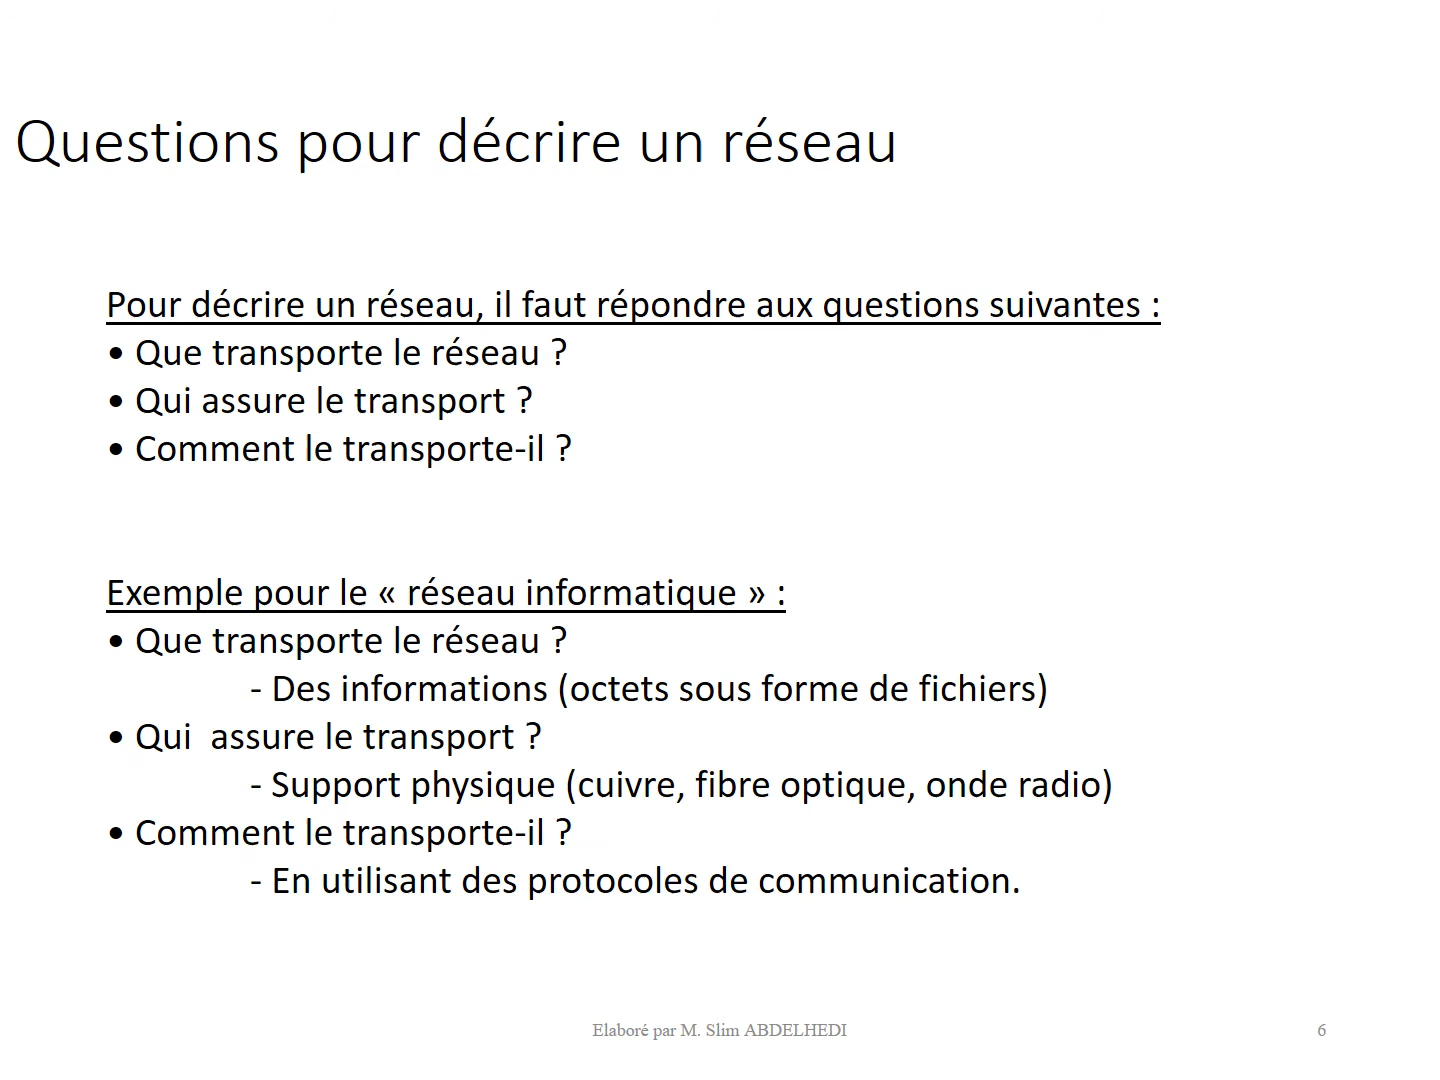 Questions pour décrire un réseau
Pour décrire un réseau, il faut répondre aux questions suivantes :
• Que transporte le réseau ?
• Qui assure le transport ?
• Comment le transporte-il ?
Exemple pour le « réseau informatique » :
• Que transporte le réseau ?
- Des informations (octets sous forme de fichiers)
• Qui  assure le transport ?
- Support physique (cuivre, fibre optique, onde radio)
• Comment le transporte-il ?
- En utilisant des protocoles de communication.
Elaboré par M. Slim ABDELHEDI
6